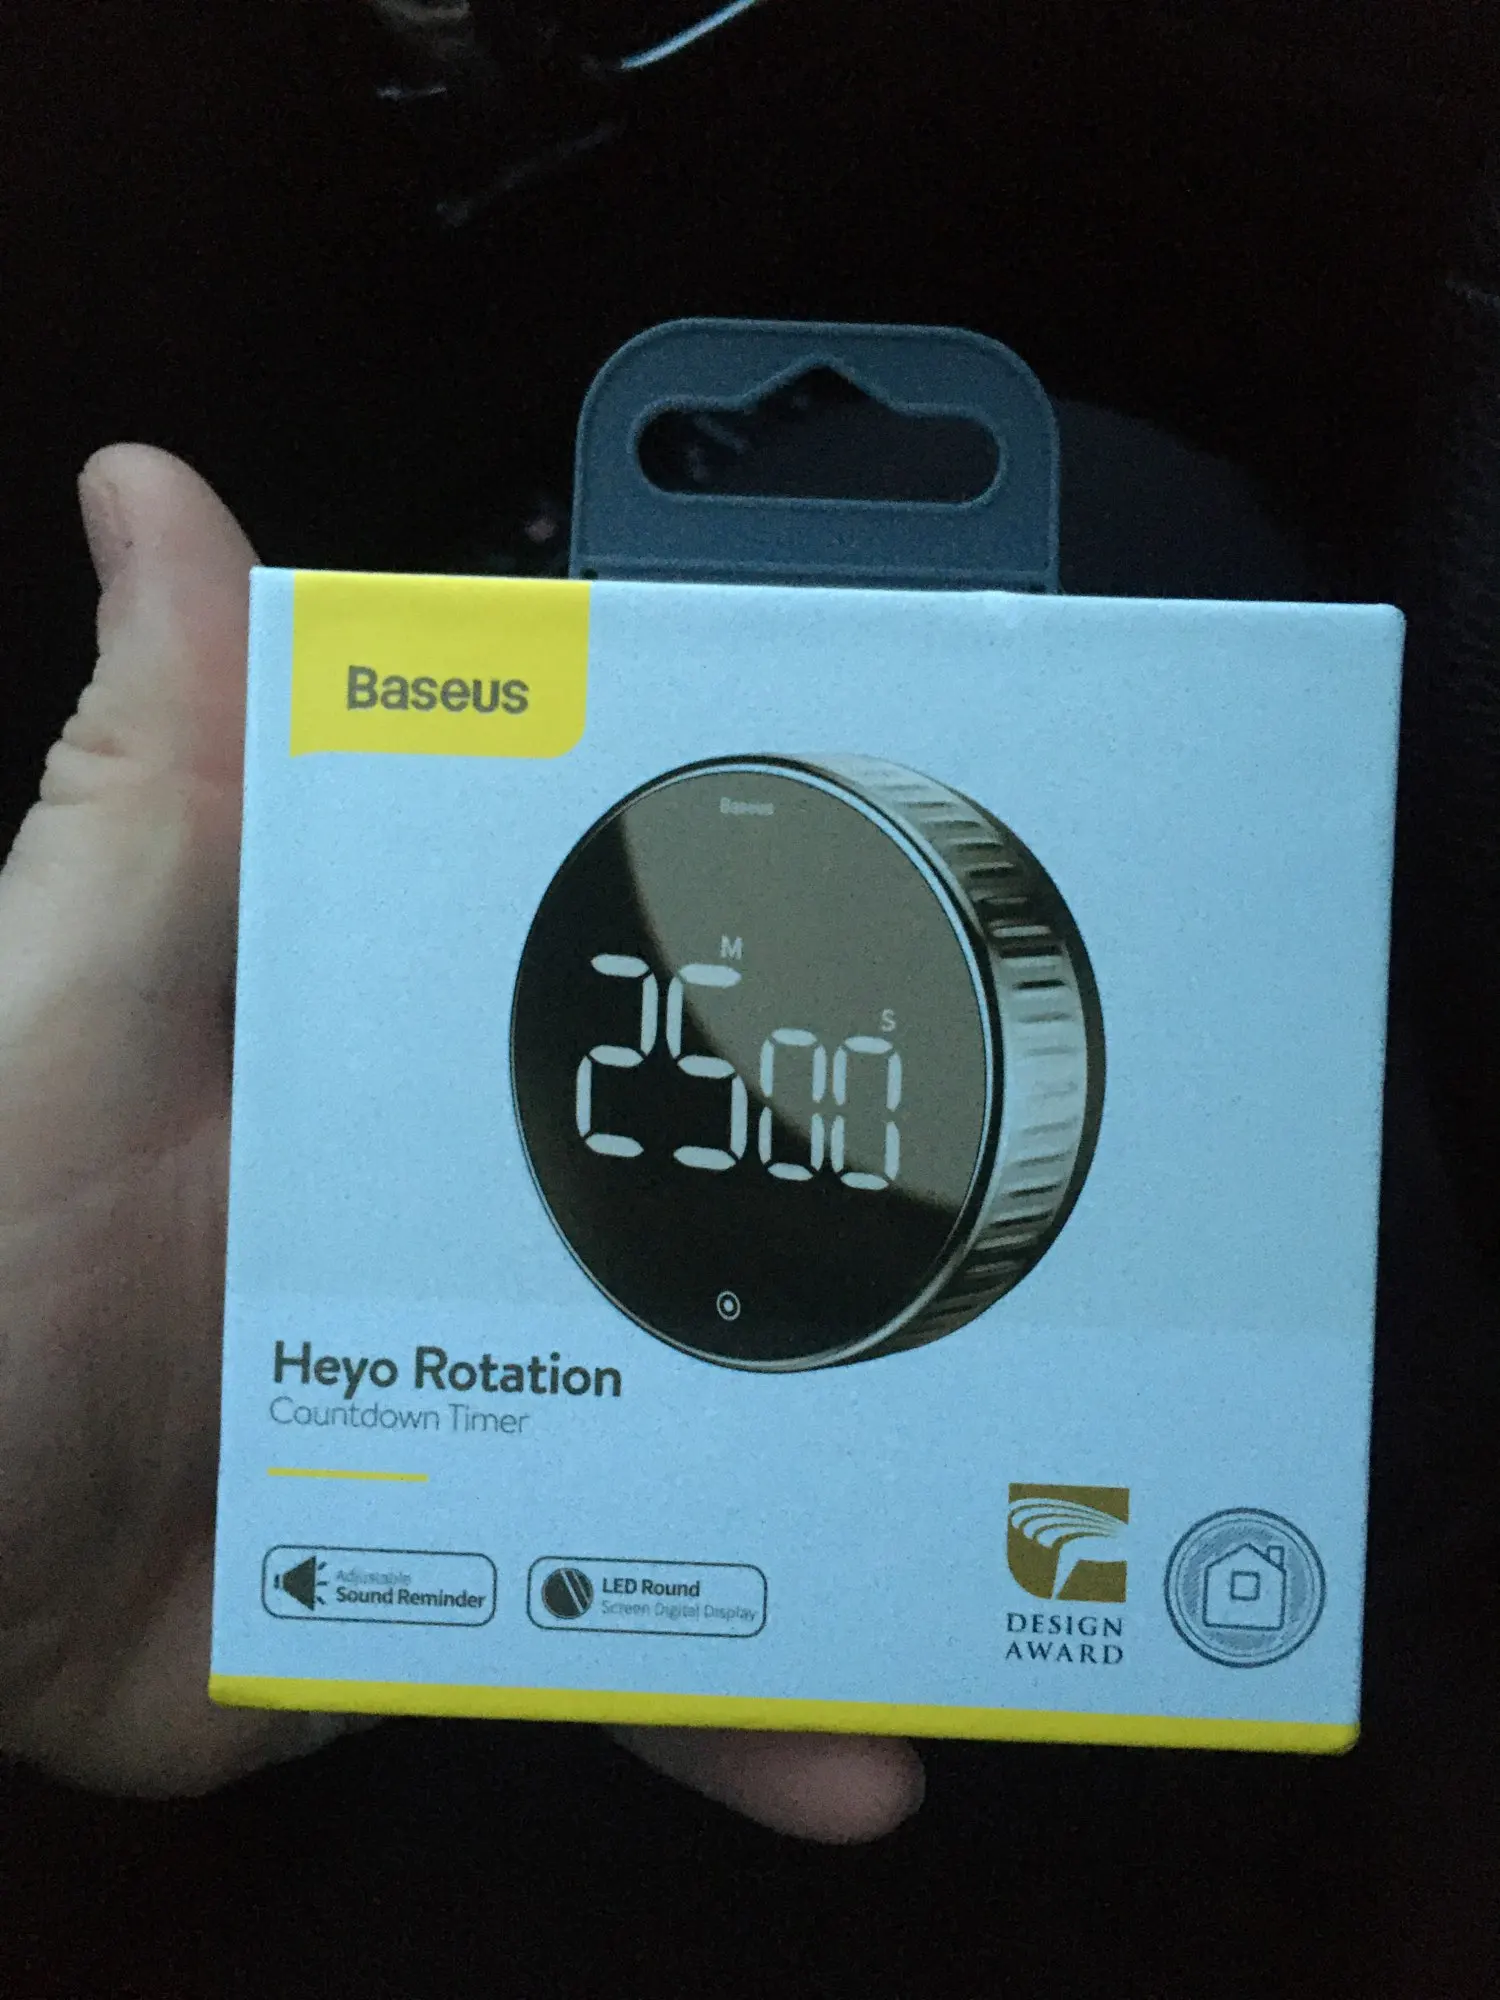 Baseus
Baseus
M
S
25 00
Heyo Rotation
Countdown Timer
Adjustable
Sound Reminder
LED Round
Screen Digital Display
DESIGN
AWARD